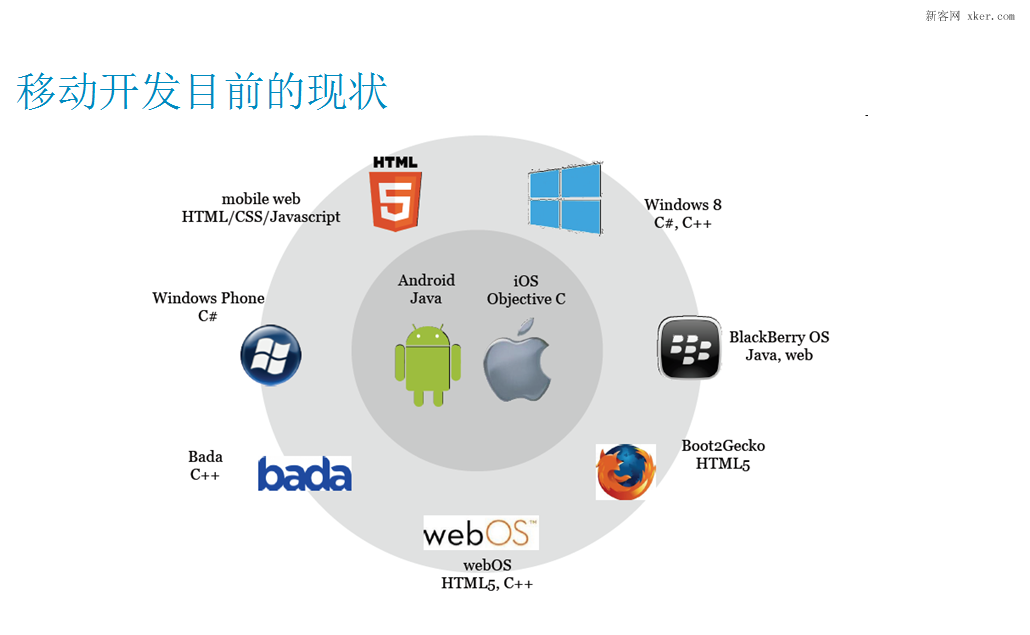 新客网 xker.com
移动开发目前的现状
HTML
5
mobile web
HTML/CSS/Javascript
Windows 8
C#, C++
Android
Java
iOS
Objective C
Windows Phone
C#
BlackBerry OS
Java, web
Bada
C++
bada
Boot2Gecko
HTML5
webOS™
webOS
HTML5, C++